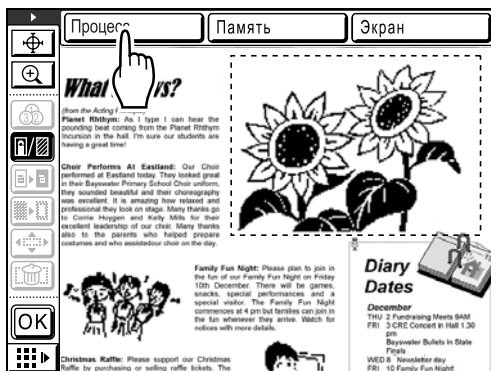 Память
Экран
What
rs?
(from the Acting
Planet Rhthym: As I type I can hear the
pounding beat coming from the Planet Rhthym
Incursion in the hall. I'm sure our students are
having a great time.
Choir Performs At Eastland: Our Choir
performed at Eastland today. They looked great
in their Bayswater Primary School Choir uniform,
they sounded beautiful and their choreography
was excellent. It is amazing how relaxed and
professional they look on stage. Many thanks go
to Corrie Huygen and Kelly Mills for their
excellent leadership of our choir. Many thanks
also to the parents who helped prepare
costumes and who assistedour choir on the day.
Family Fun Night: Please plan to join in
the fun of our Family Fun Night on Friday
10th December. There will be games,
snacks, special performances and a
special visitor. The Family Fun Night
commences at 4 pm but families can join in
the fun whenever they arrive. Watch for
notices with more details.
Christmas Raffle: Please support our Christmas
Raffle by purchasing or selling raffle tickets. The
Diary
Dates
December
THU 2 Fundraising Meets 9AM
FRI 3 CRE Concert in Hall 1.30
pm
Bayswater Bullets in State
Finals
WED 8 Newsletter day
FRI 10 Family Fun Night
OK